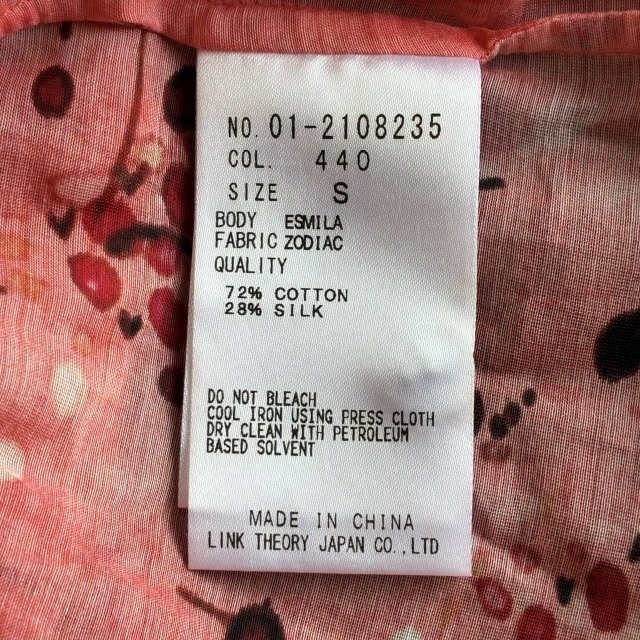 NO. 01-2108235
COL. 440
SIZE S
BODY ESMILA
FABRIC ZODIAC
QUALITY
72% COTTON
28% SILK
DO NOT BLEACH
COOL IRON USING PRESS CLOTH
DRY CLEAN WITH PETROLEUM
BASED SOLVENT
MADE IN CHINA
LINK THEORY JAPAN CO.,LTD